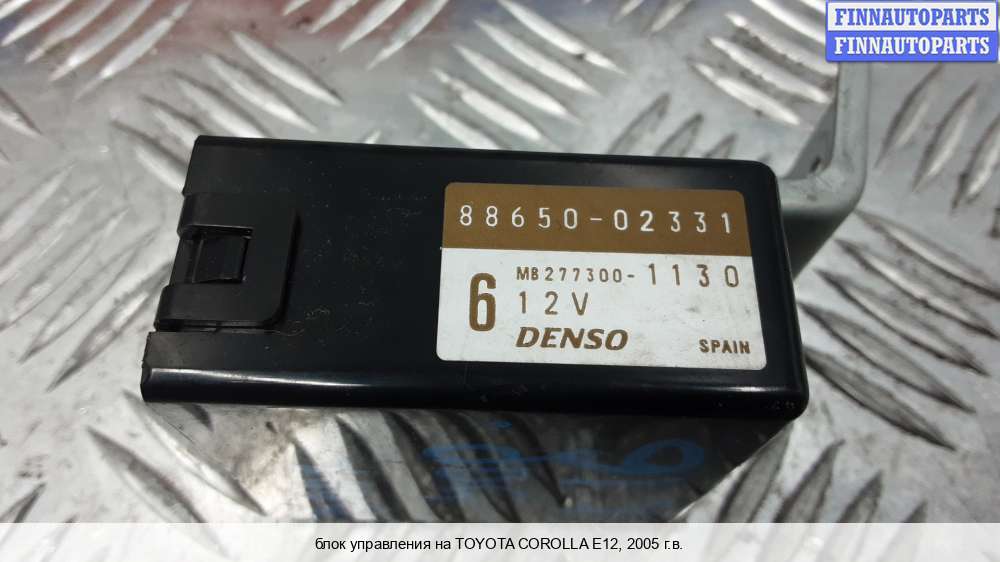 FINNAUTOPARTS
FINNAUTOPARTS
88650-02331
MB277300-1130
6 12V
DENSO
SPAIN
блок управления на TOYOTA COROLLA E12, 2005 г.в.